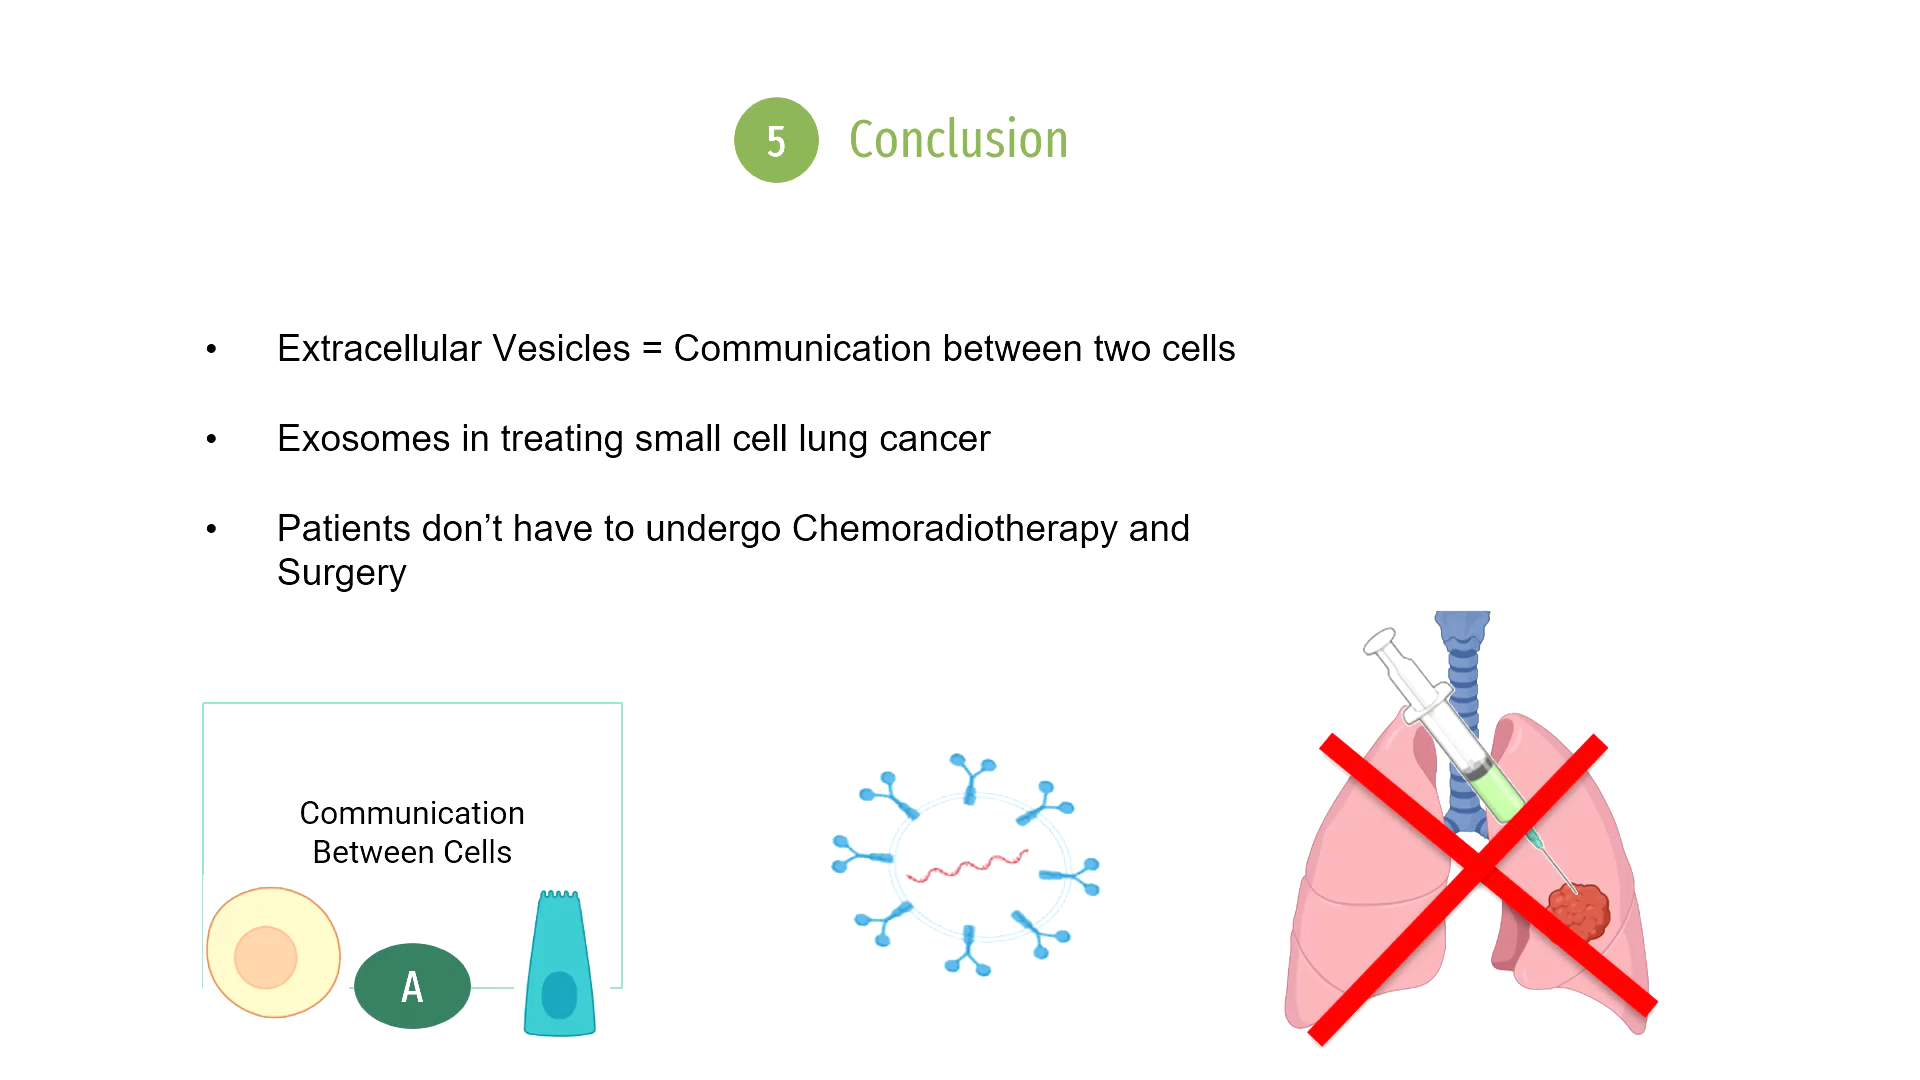 5 Conclusion
• Extracellular Vesicles = Communication between two cells
• Exosomes in treating small cell lung cancer
• Patients don’t have to undergo Chemoradiotherapy and
Surgery
Communication
Between Cells
A